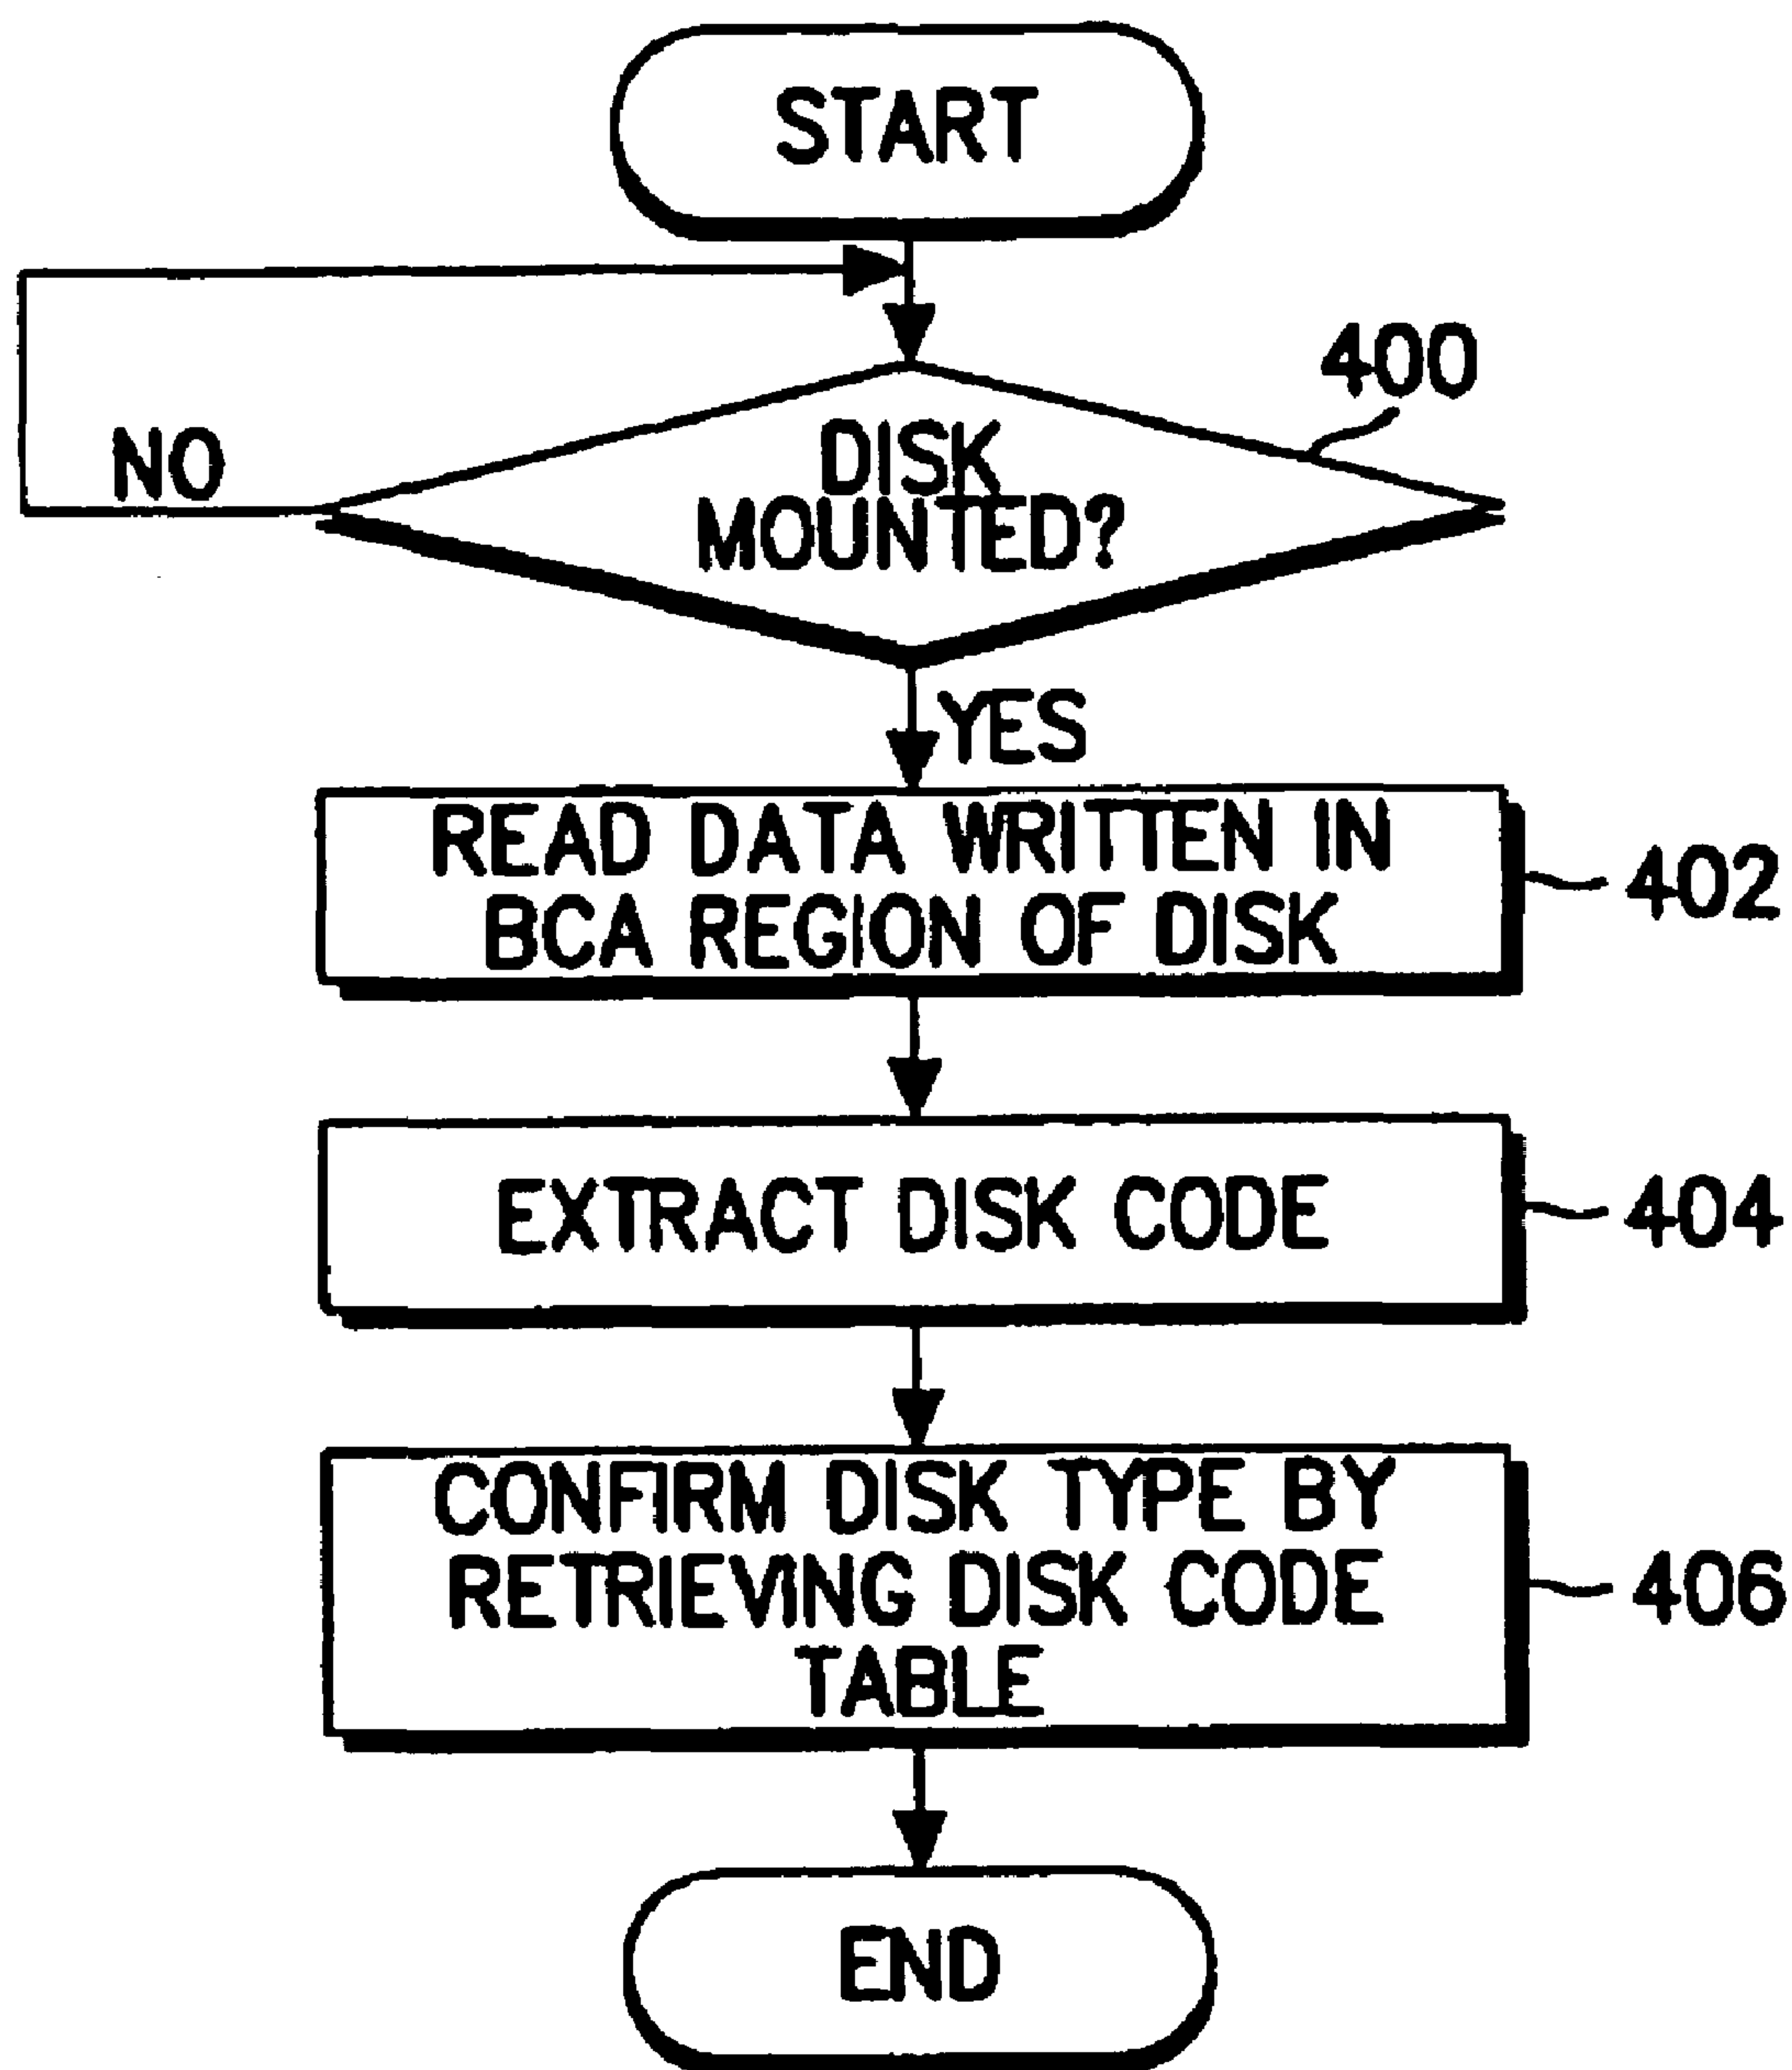 START
400
NO
DISK
MOUNTED?
YES
READ DATA WRITTEN IN
BCA REGION OF DISK
402
EXTRACT DISK CODE
404
CONFIRM DISK TYPE BY
RETRIEVING DISK CODE
TABLE
406
END